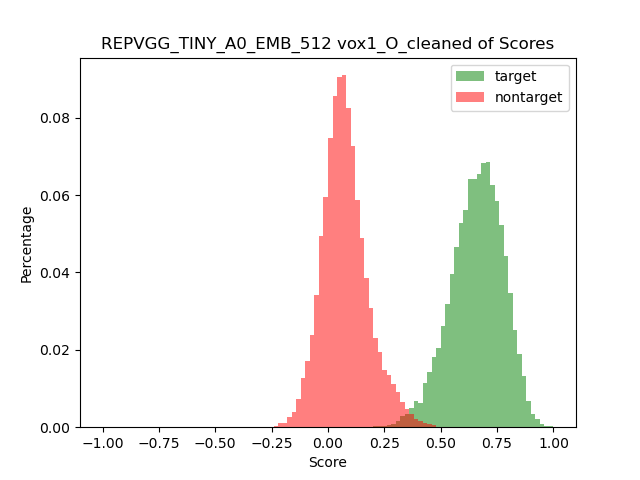 REPVGG_TINY_A0_EMB_512 vox1_O_cleaned of Scores
target
nontarget
Percentage
0.08
0.06
0.04
0.02
0.00
−1.00 −0.75 −0.50 −0.25 0.00 0.25 0.50 0.75 1.00
Score